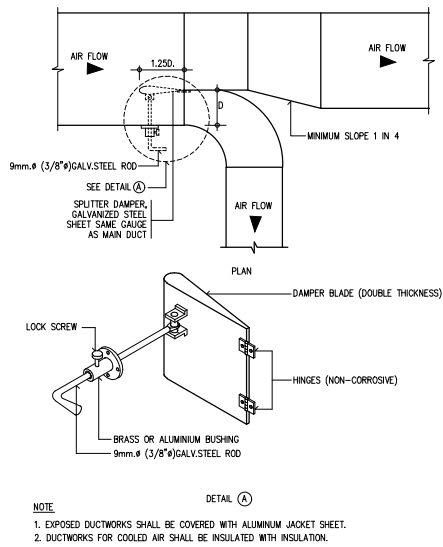 AIR FLOW
1.25D.
AIR FLOW
D
MINIMUM SLOPE 1 IN 4
9mm.ø (3/8"ø)GALV.STEEL ROD
SEE DETAIL A
SPLITTER DAMPER,
GALVANIZED STEEL
SHEET SAME GAUGE
AS MAIN DUCT
AIR FLOW
PLAN
DAMPER BLADE (DOUBLE THICKNESS)
LOCK SCREW
HINGES (NON-CORROSIVE)
BRASS OR ALUMINIUM BUSHING
9mm.ø (3/8"ø)GALV.STEEL ROD
DETAIL A
NOTE
1. EXPOSED DUCTWORKS SHALL BE COVERED WITH ALUMINUM JACKET SHEET.
2. DUCTWORKS FOR COOLED AIR SHALL BE INSULATED WITH INSULATION.